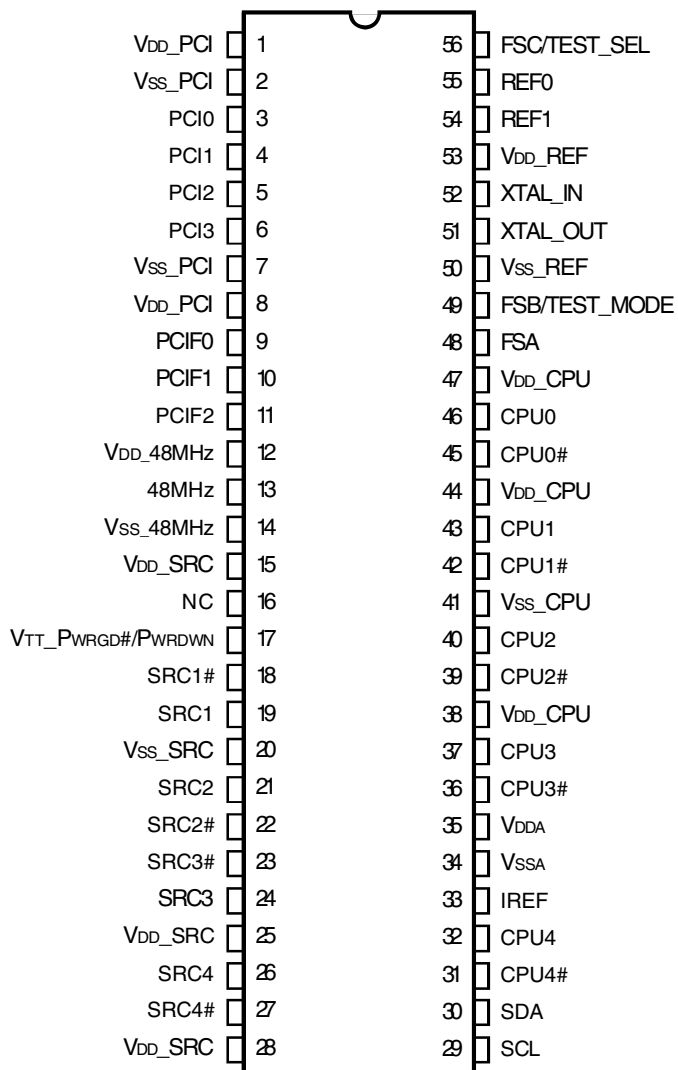 VDD_PCI 1 56 FSC/TEST_SEL
VSS_PCI 2 55 REF0
PCI0 3 54 REF1
PCI1 4 53 VDD_REF
PCI2 5 52 XTAL_IN
PCI3 6 51 XTAL_OUT
VSS_PCI 7 50 VSS_REF
VDD_PCI 8 49 FSB/TEST_MODE
PCIF0 9 48 FSA
PCIF1 10 47 VDD_CPU
PCIF2 11 46 CPU0
VDD_48MHz 12 45 CPU0#
48MHz 13 44 VDD_CPU
VSS_48MHz 14 43 CPU1
VDD_SRC 15 42 CPU1#
NC 16 41 VSS_CPU
VTT_PWRGD#/PWRDWN 17 40 CPU2
SRC1# 18 39 CPU2#
SRC1 19 38 VDD_CPU
VSS_SRC 20 37 CPU3
SRC2 21 36 CPU3#
SRC2# 22 35 VDDA
SRC3# 23 34 VSSA
SRC3 24 33 IREF
VDD_SRC 25 32 CPU4
SRC4 26 31 CPU4#
SRC4# 27 30 SDA
VDD_SRC 28 29 SCL